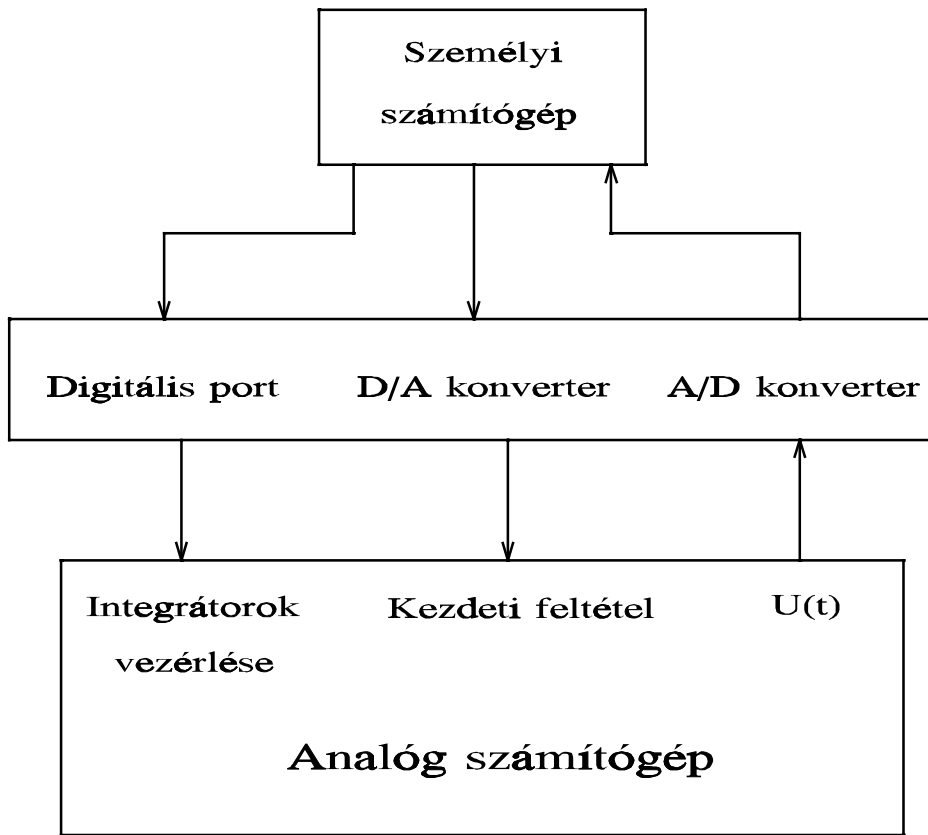 Személyi
számítógép
Digitális port D/A konverter A/D konverter
Integrátorok Kezdeti feltétel U(t)
vezérlése
Analóg számítógép